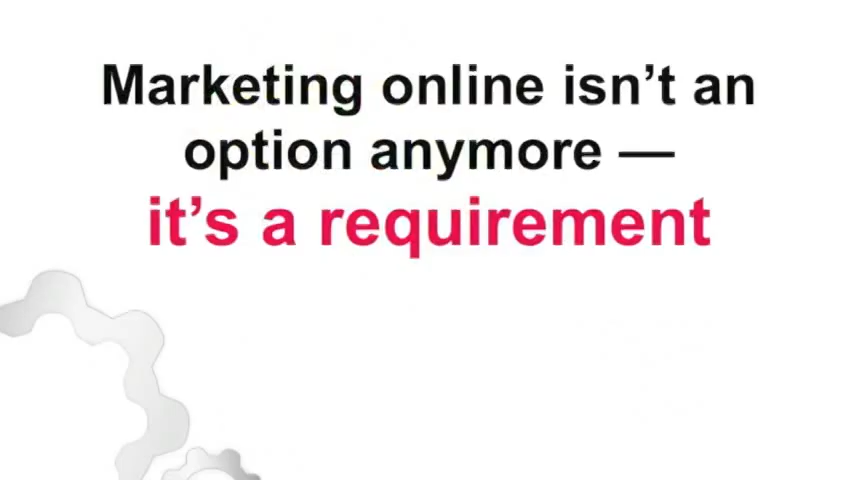 Marketing online isn’t an
option anymore —
it’s a requirement